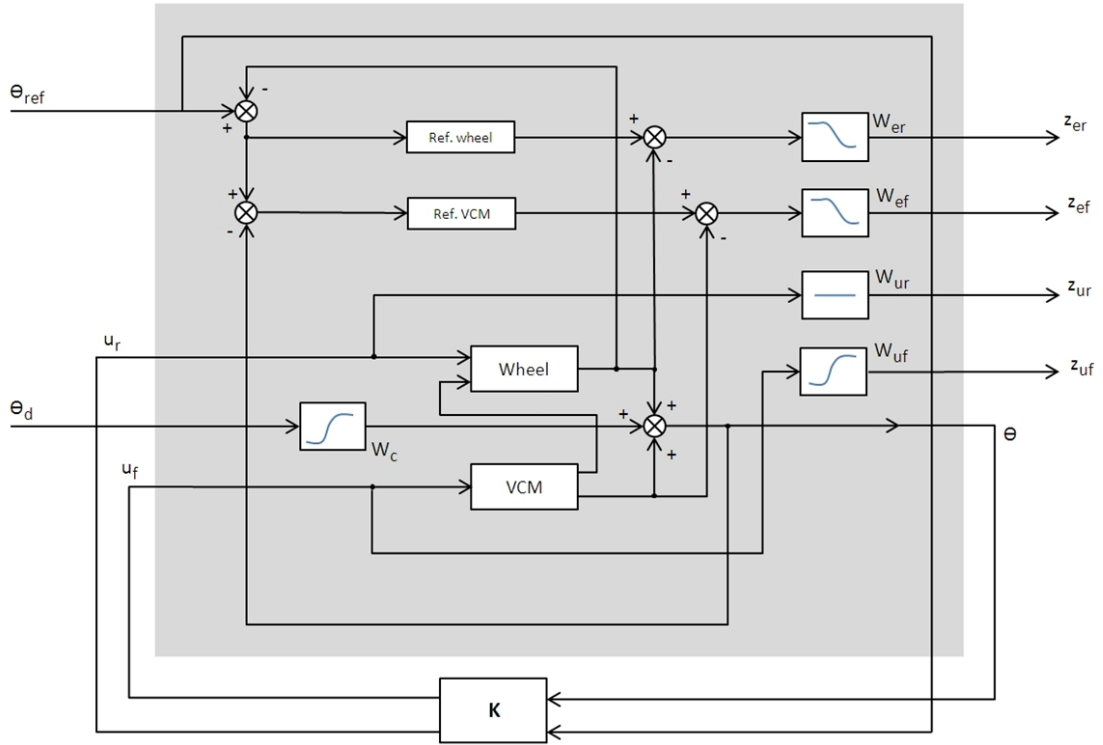 -
ϴref
+
+
Wer
zer
Ref. wheel
-
+
+
Wef
zef
Ref. VCM
-
-
Wur
zur
ur
Wuf
zuf
Wheel
+
ϴd
+
ϴ
Wc
+
uf
VCM
K